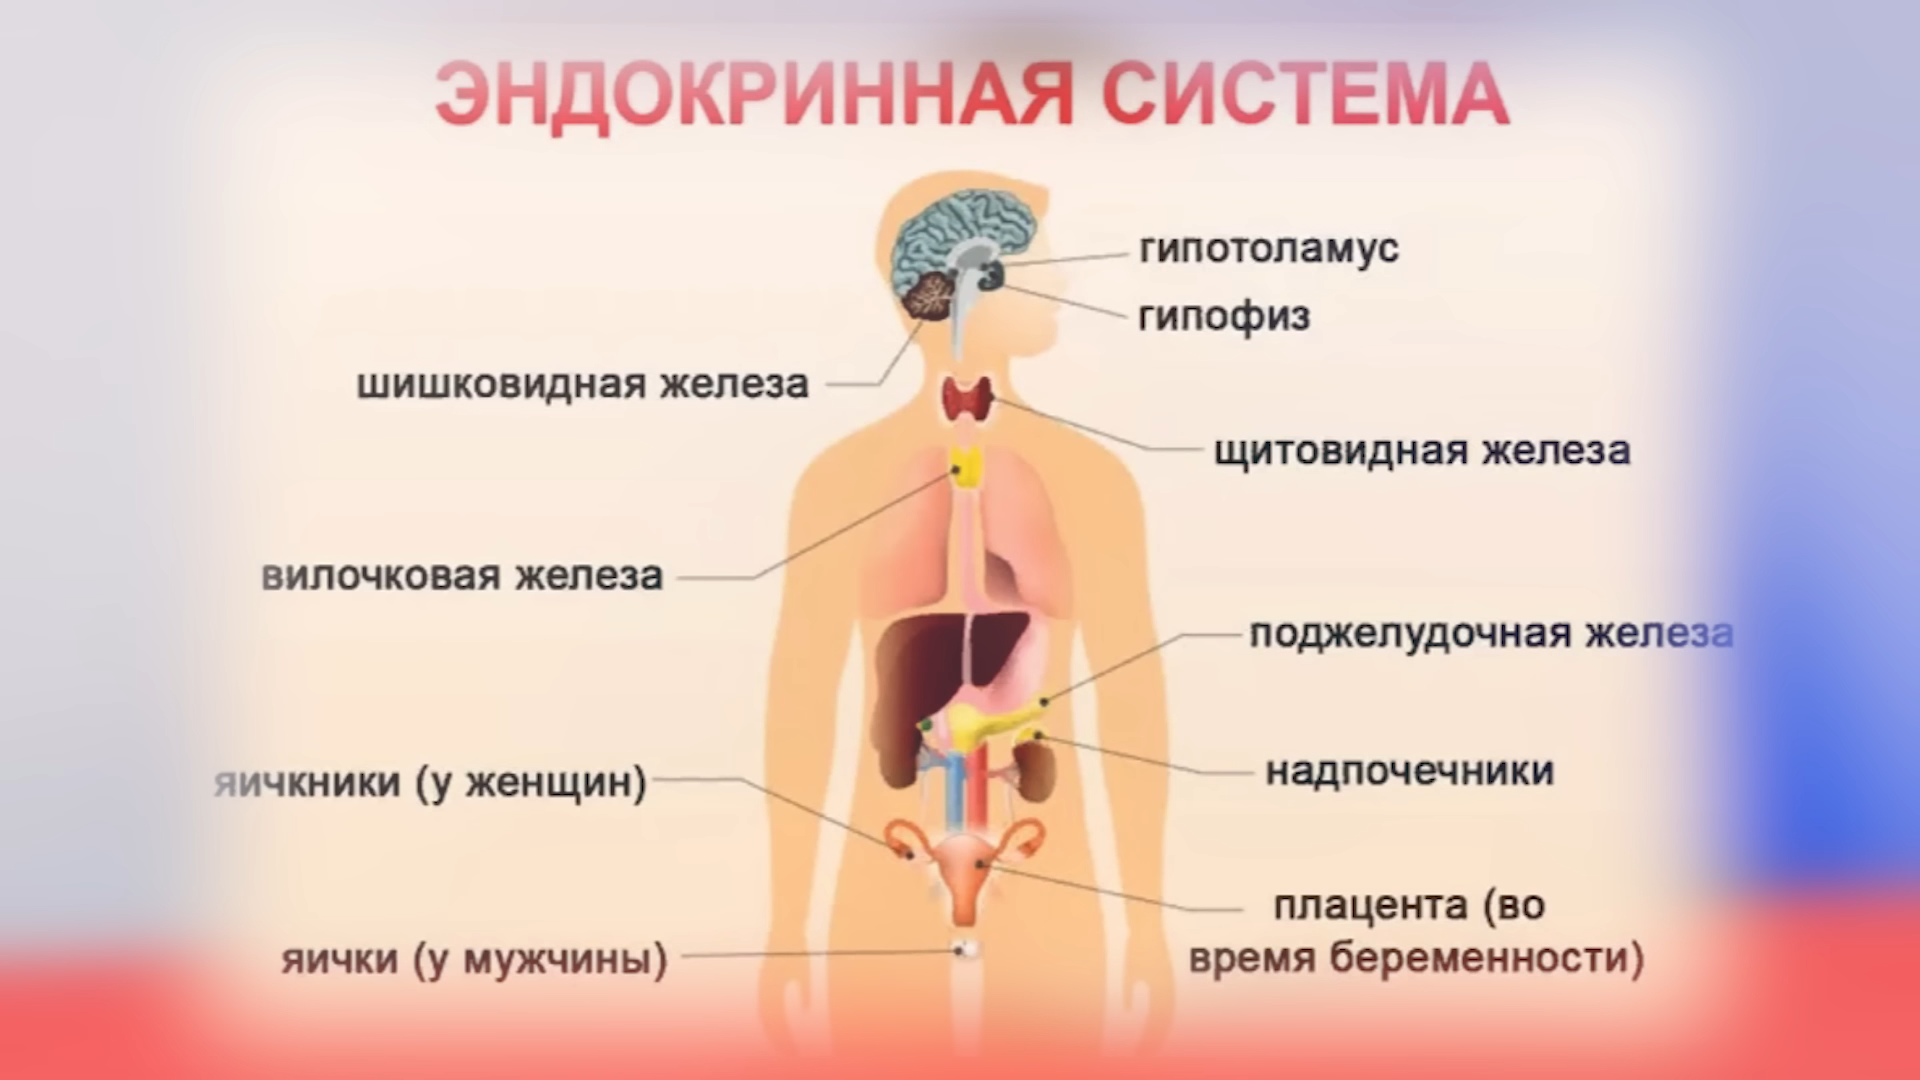 ЭНДОКРИННАЯ СИСТЕМА
гипотоламус
гипофиз
шишковидная железа
щитовидная железа
вилочковая железа
поджелудочная железа
яичкники (у женщин)
надпочечники
плацента (во
время беременности)
яички (у мужчины)